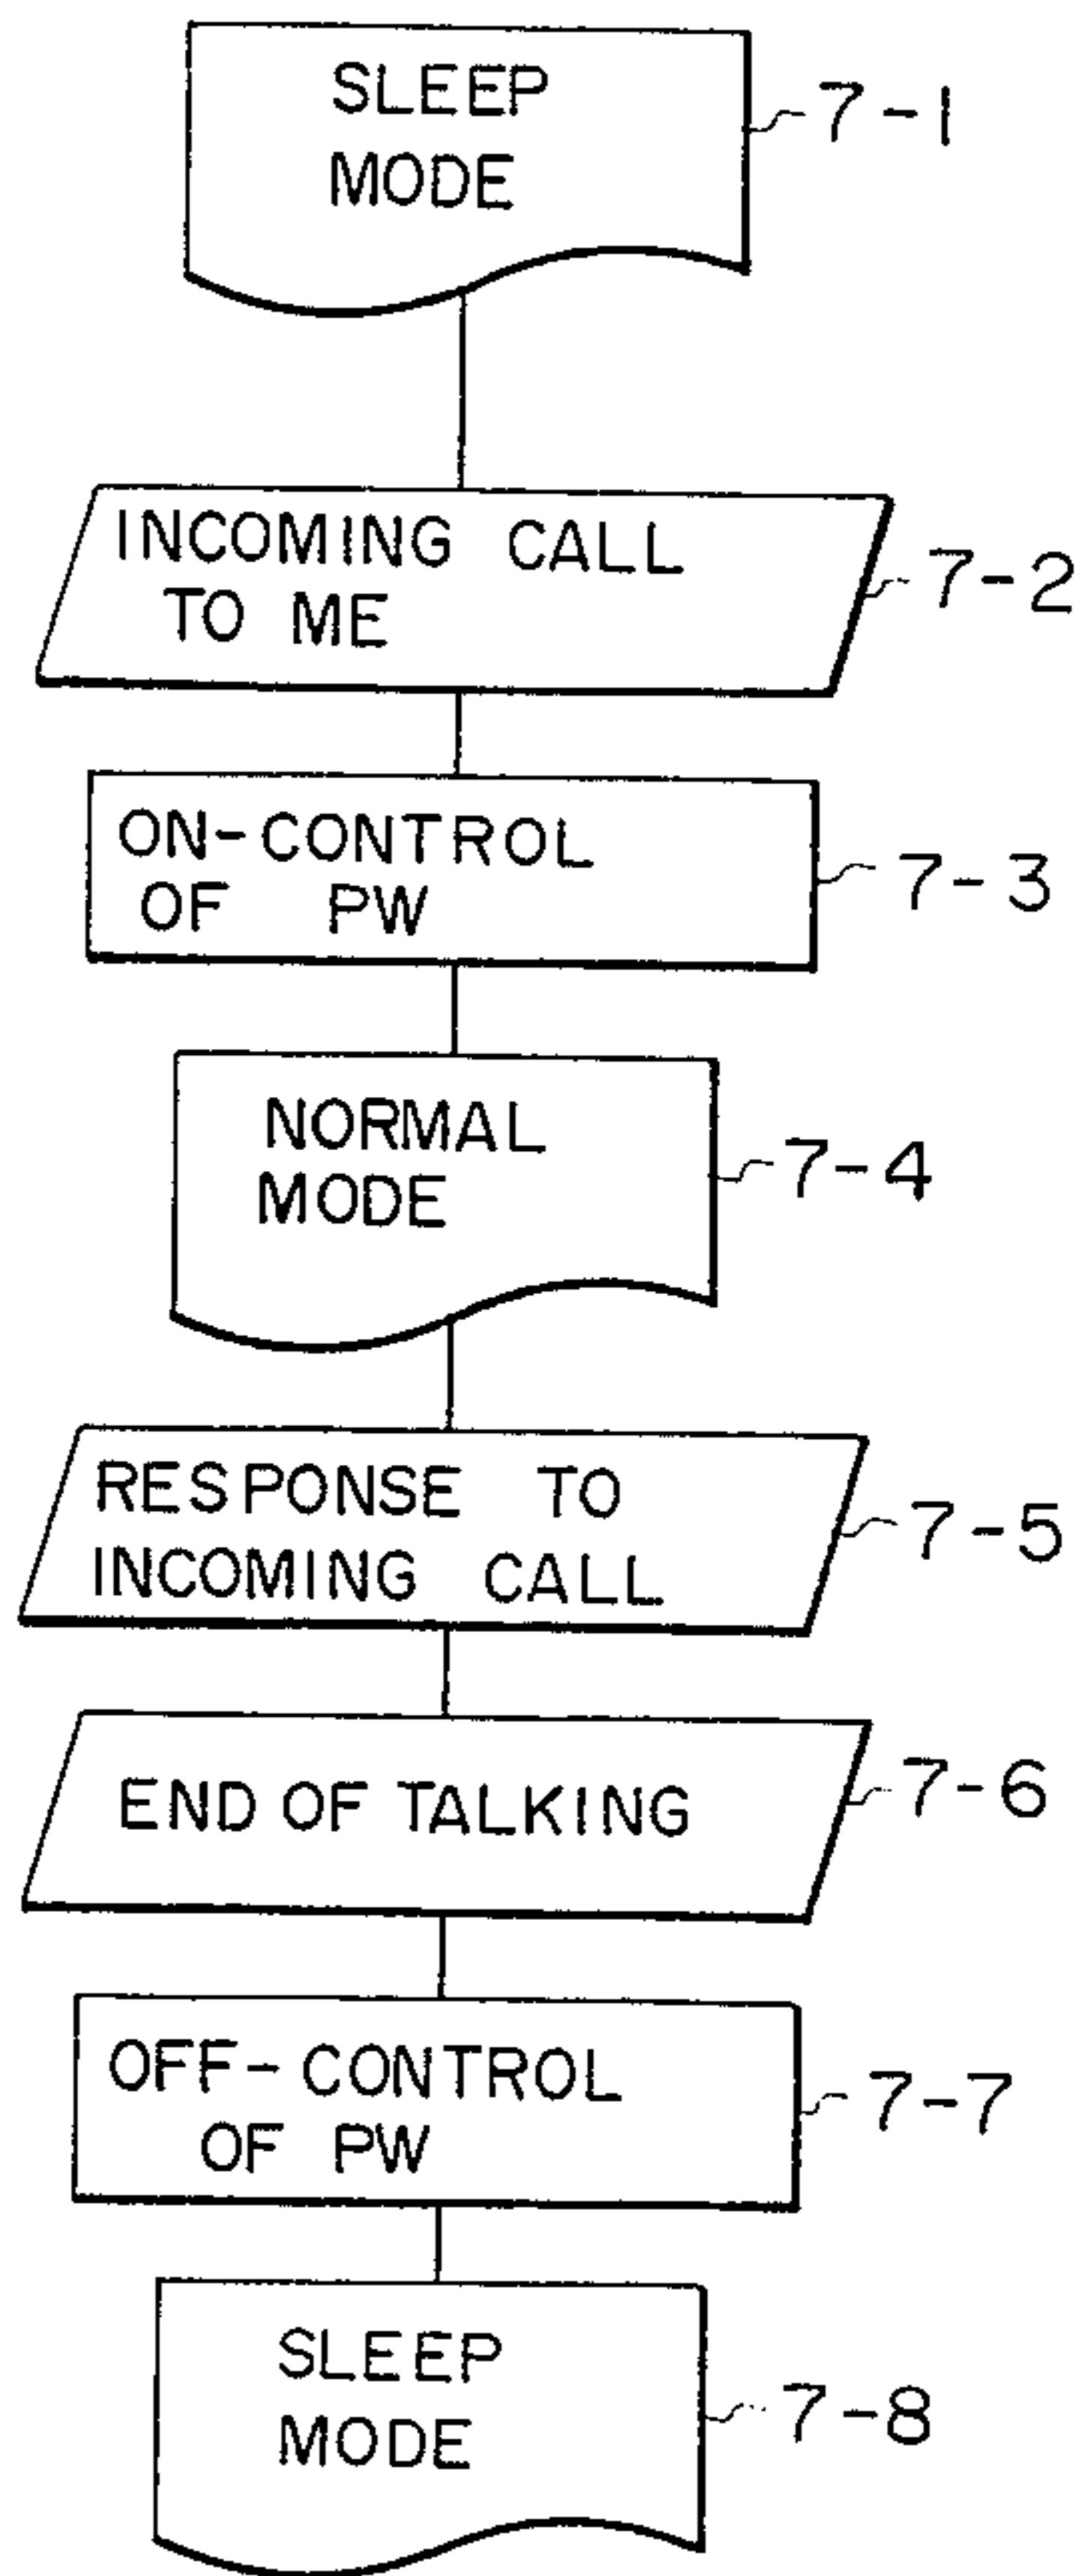 SLEEP
MODE
7-1
INCOMING CALL
TO ME
7-2
ON-CONTROL
OF PW
7-3
NORMAL
MODE
7-4
RESPONSE TO
INCOMING CALL
7-5
END OF TALKING
7-6
OFF-CONTROL
OF PW
7-7
SLEEP
MODE
7-8